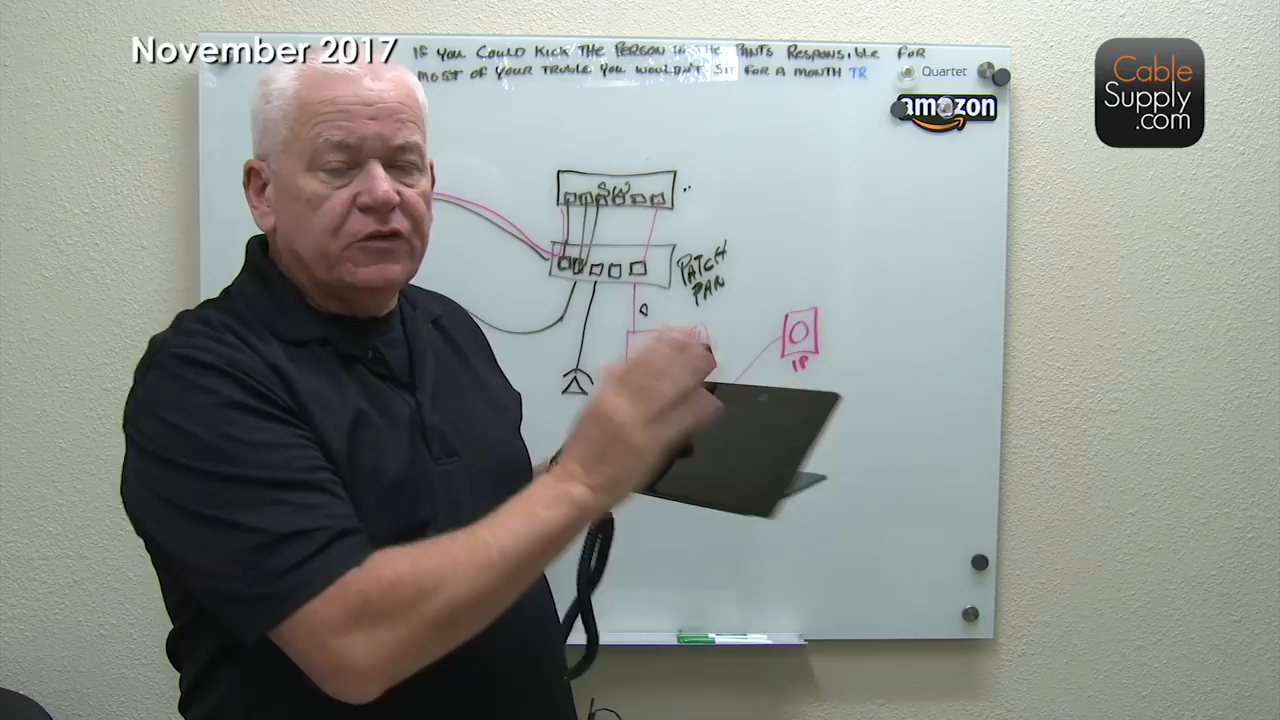 November 2017
IF YOU COULD KICK THE PERSON IN THE PANTS RESPONSIBLE FOR
MOST OF YOUR TRUBLE YOU WOULDN'T SIT FOR A MONTH TR
Quartet
amazon
Cable
Supply
.com
SW
PATCH
PAN
IP